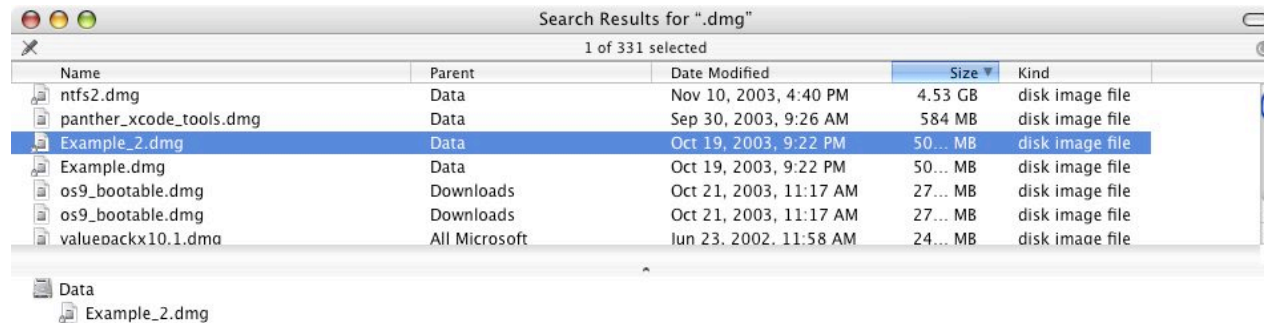 Search Results for “.dmg”
1 of 331 selected
Name Parent Date Modified Size Kind
ntfs2.dmg Data Nov 10, 2003, 4:40 PM 4.53 GB disk image file
panther_xcode_tools.dmg Data Sep 30, 2003, 9:26 AM 584 MB disk image file
Example_2.dmg Data Oct 19, 2003, 9:22 PM 50... MB disk image file
Example.dmg Data Oct 19, 2003, 9:22 PM 50... MB disk image file
os9_bootable.dmg Downloads Oct 21, 2003, 11:17 AM 27... MB disk image file
os9_bootable.dmg Downloads Oct 21, 2003, 11:17 AM 27... MB disk image file
valuepackx10.1.dmg All Microsoft Jun 23, 2002, 11:58 AM 24... MB disk image file
Data
Example_2.dmg